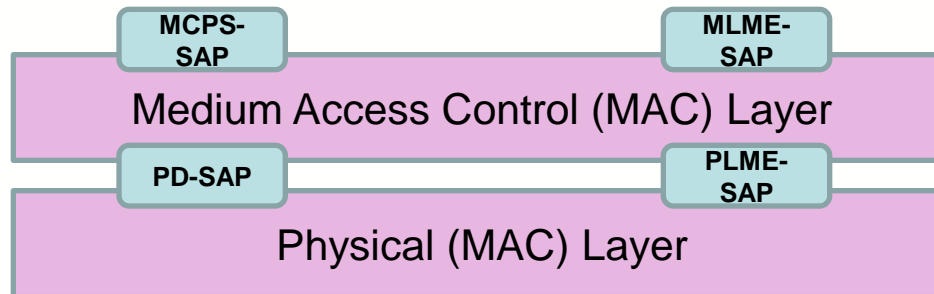 MCPS-
SAP
MLME-
SAP
Medium Access Control (MAC) Layer
PD-SAP
PLME-
SAP
Physical (MAC) Layer